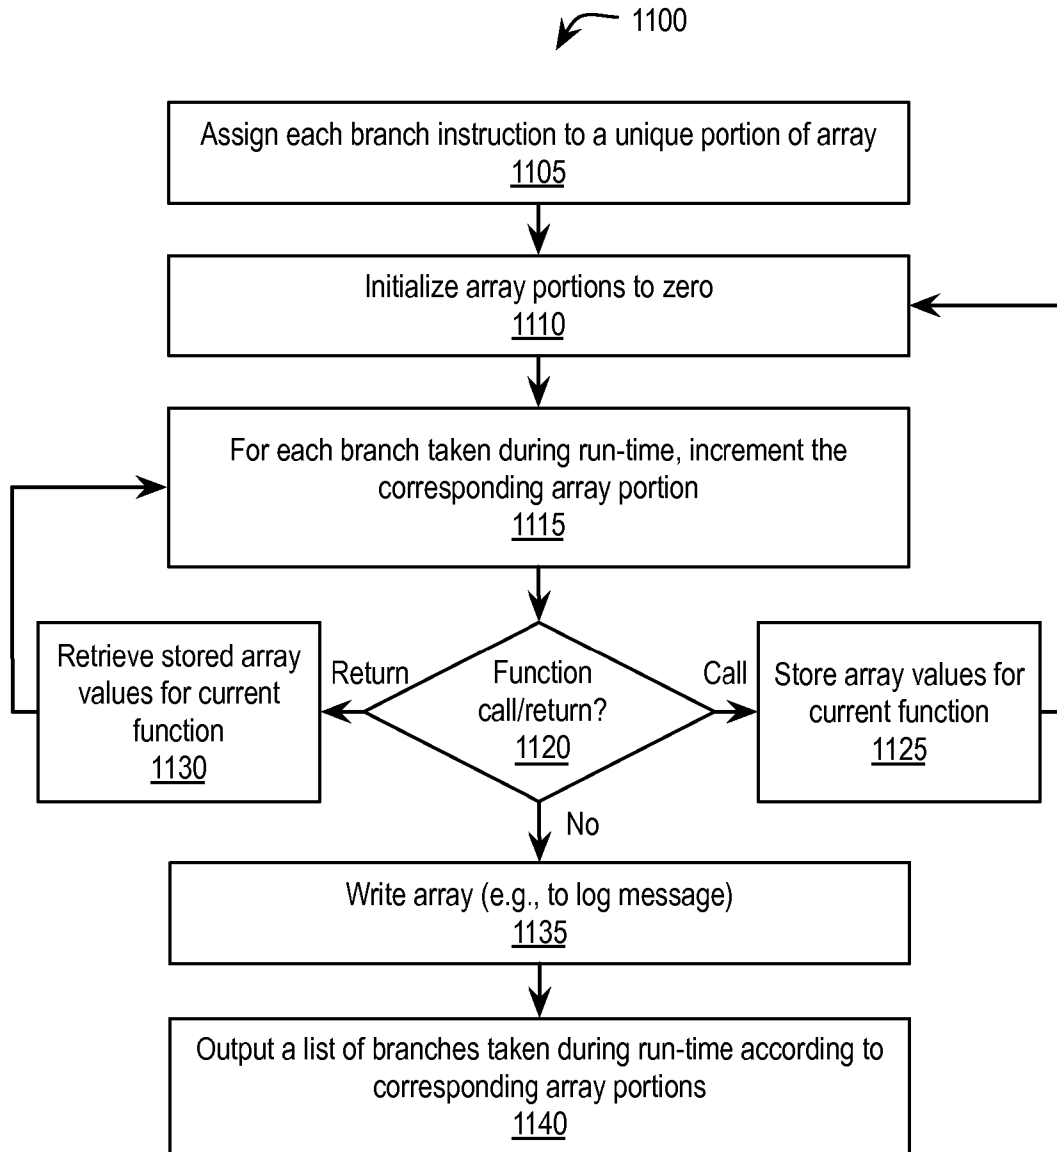 1100
Assign each branch instruction to a unique portion of array
1105
Initialize array portions to zero
1110
For each branch taken during run-time, increment the
corresponding array portion
1115
Retrieve stored array
values for current
function
1130
Return
Function
call/return?
1120
Call
Store array values for
current function
1125
No
Write array (e.g., to log message)
1135
Output a list of branches taken during run-time according to
corresponding array portions
1140